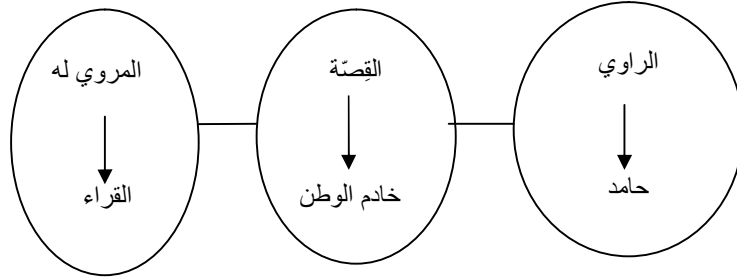 الراوي
حامد
القِصّة
خادم الوطن
المروي له
القراء